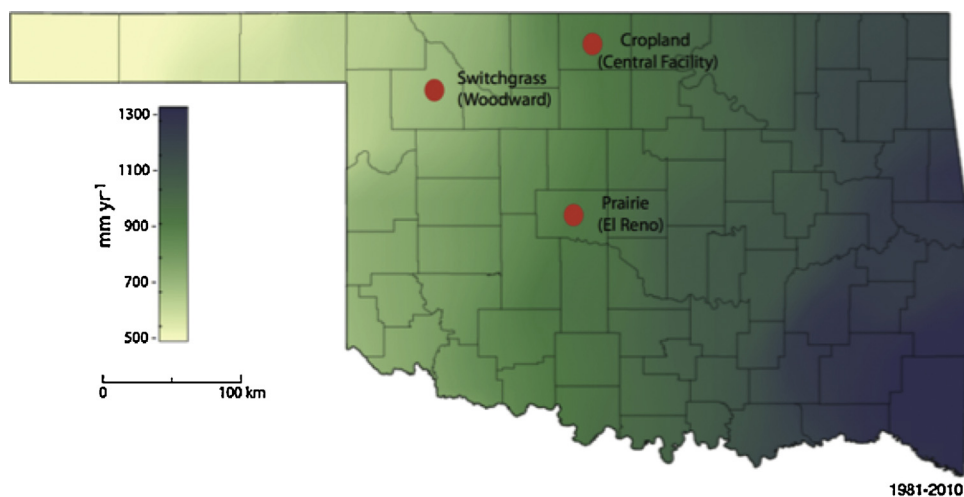 Cropland
(Central Facility)
Switchgrass
(Woodward)
1300
1100
900
700
500
mm yr-1
Prairie
(El Reno)
0 100 km
1981-2010